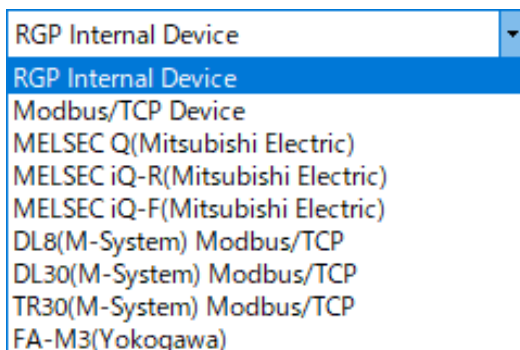 RGP Internal Device
RGP Internal Device
Modbus/TCP Device
MELSEC Q(Mitsubishi Electric)
MELSEC iQ-R(Mitsubishi Electric)
MELSEC iQ-F(Mitsubishi Electric)
DL8(M-System) Modbus/TCP
DL30(M-System) Modbus/TCP
TR30(M-System) Modbus/TCP
FA-M3(Yokogawa)